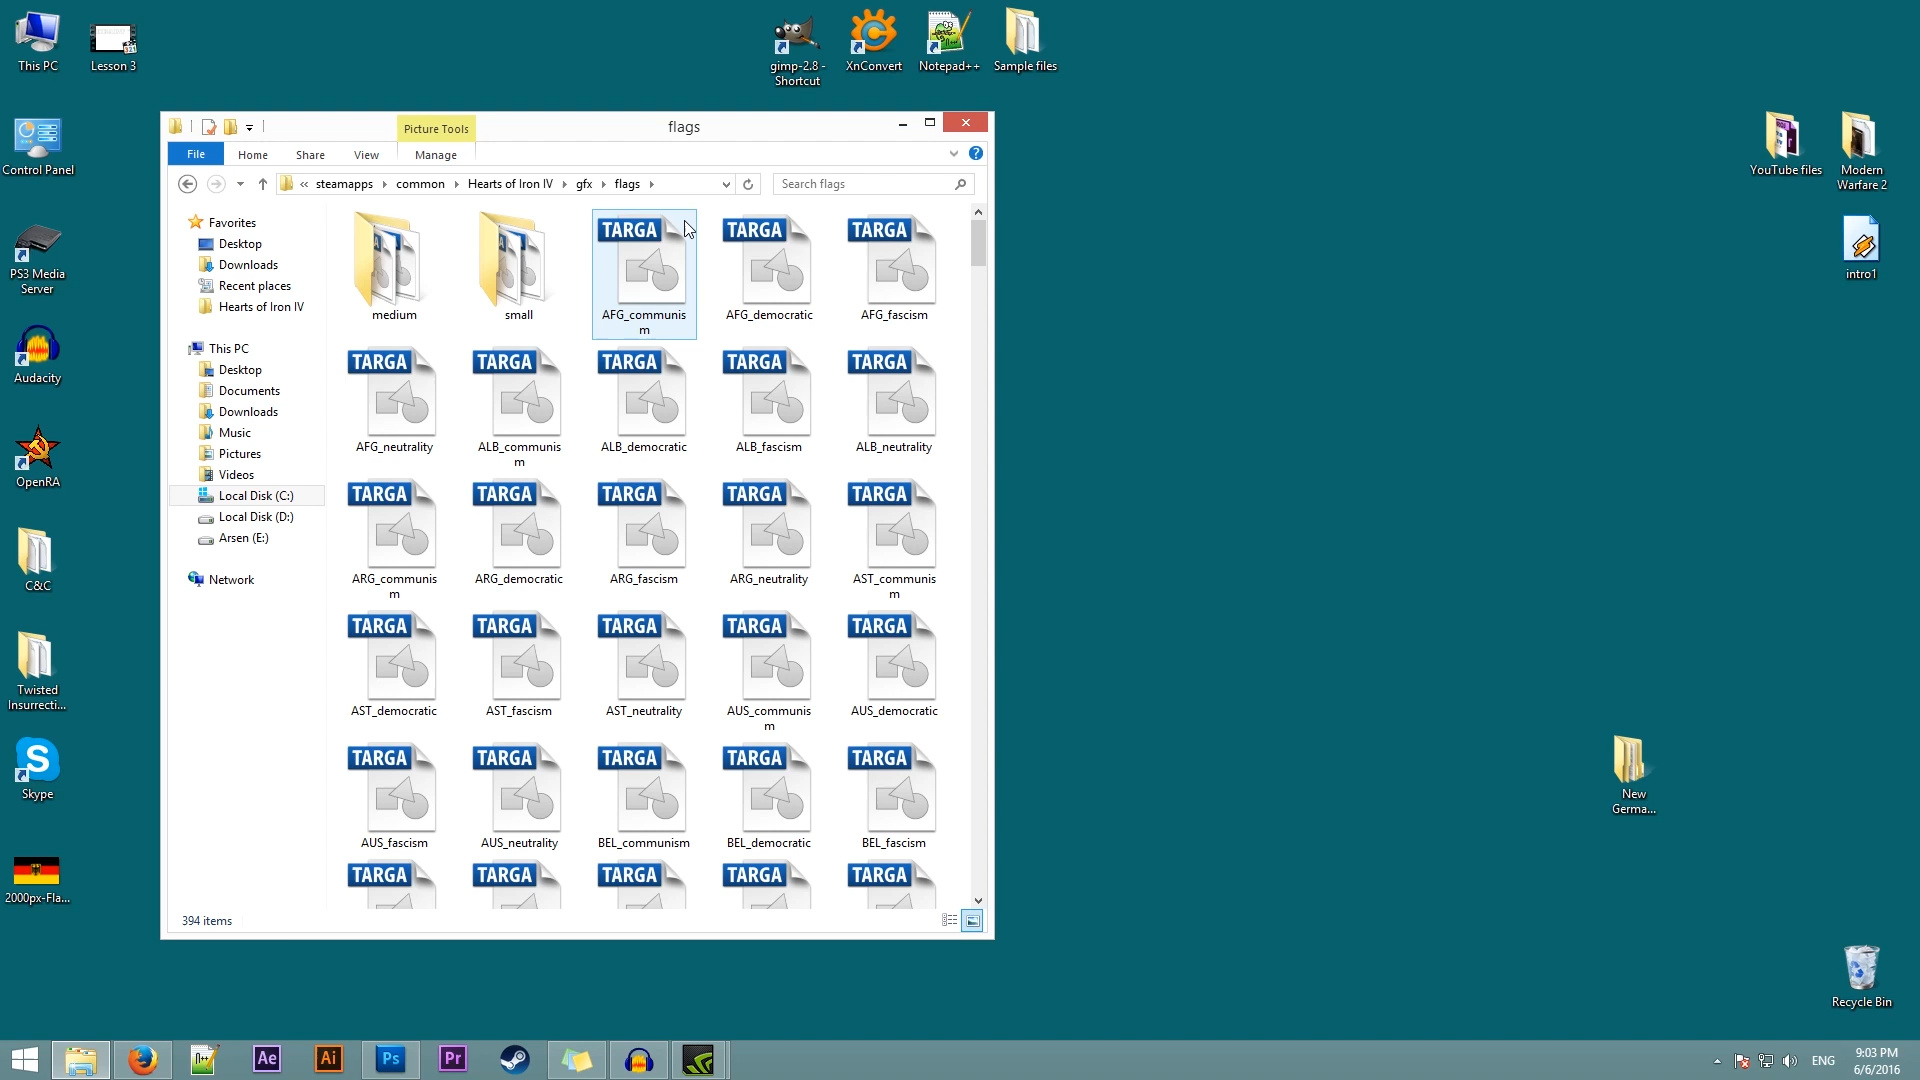 This PC
Lesson 3
gimp-2.8 -
Shortcut
XnConvert
Notepad++
Sample files
Control Panel
YouTube files
Modern
Warfare 2
PS3 Media
Server
intro1
Audacity
OpenRA
C&C
Twisted
Insurrecti...
Skype
New
Germa...
2000px-Fla...
Recycle Bin
Picture Tools
flags
File
Home
Share
View
Manage
« steamapps common Hearts of Iron IV gfx flags
Search flags
Favorites
Desktop
Downloads
Recent places
Hearts of Iron IV
This PC
Desktop
Documents
Downloads
Music
Pictures
Videos
Local Disk (C:)
Local Disk (D:)
Arsen (E:)
Network
TARGA TARGA TARGA
medium
small
AFG_communis
m
AFG_democratic
AFG_fascism
TARGA TARGA TARGA TARGA TARGA
AFG_neutrality
ALB_communis
m
ALB_democratic
ALB_fascism
ALB_neutrality
TARGA TARGA TARGA TARGA TARGA
ARG_communis
m
ARG_democratic
ARG_fascism
ARG_neutrality
AST_communis
m
TARGA TARGA TARGA TARGA TARGA
AST_democratic
AST_fascism
AST_neutrality
AUS_communis
m
AUS_democratic
TARGA TARGA TARGA TARGA TARGA
AUS_fascism
AUS_neutrality
BEL_communism
BEL_democratic
BEL_fascism
TARGA TARGA TARGA TARGA TARGA
394 items
Ae
Ai
Ps
Pr
ENG
9:03 PM
6/6/2016